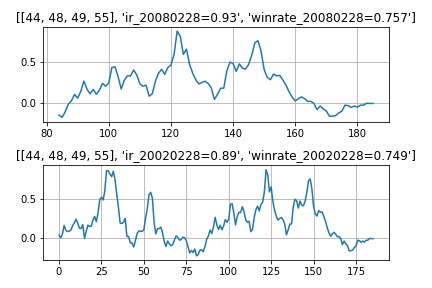 [[44, 48, 49, 55], 'ir_20080228=0.93', 'winrate_20080228=0.757']
0.5
0.0
80 100 120 140 160 180
[[44, 48, 49, 55], 'ir_20020228=0.89', 'winrate_20020228=0.749']
0.5
0.0
0 25 50 75 100 125 150 175